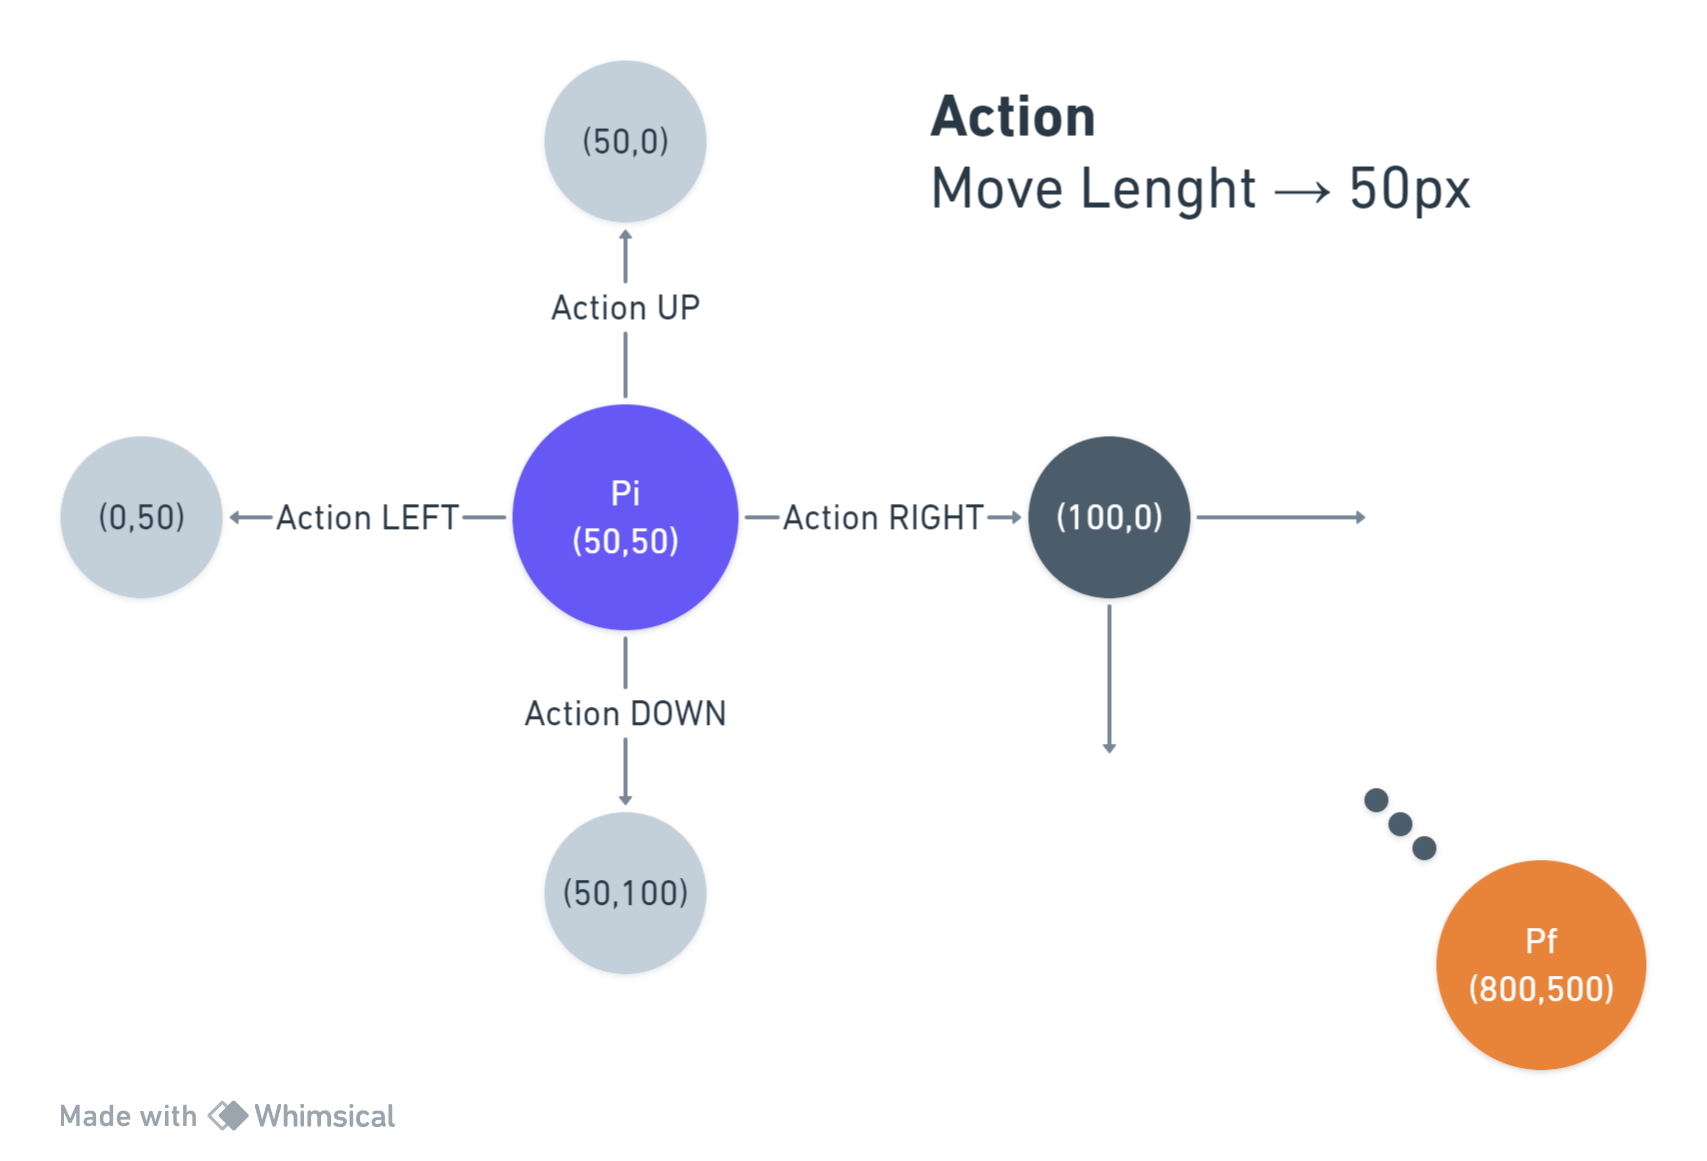 (50,0)
Action
Move Lenght → 50px
Action UP
(0,50)
Action LEFT
Pi
(50,50)
Action RIGHT
(100,0)
Action DOWN
(50,100)
Pf
(800,500)
Made with Whimsical